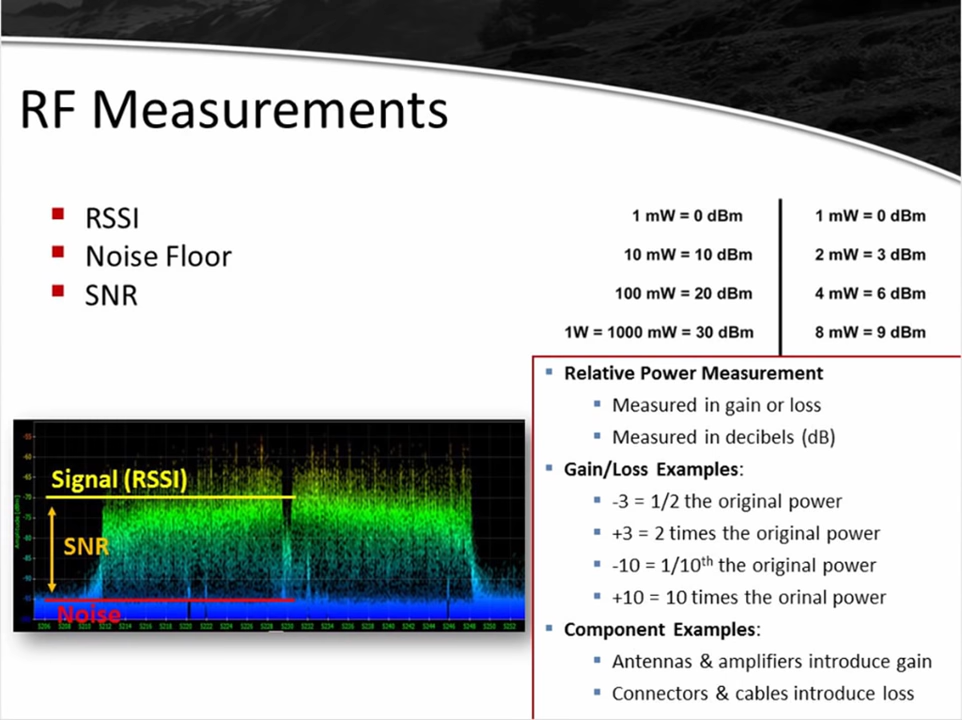 RF Measurements
RSSI
Noise Floor
SNR
1 mW = 0 dBm
10 mW = 10 dBm
100 mW = 20 dBm
1W = 1000 mW = 30 dBm
1 mW = 0 dBm
2 mW = 3 dBm
4 mW = 6 dBm
8 mW = 9 dBm
Relative Power Measurement
Measured in gain or loss
Measured in decibels (dB)
Gain/Loss Examples:
-3 = 1/2 the original power
+3 = 2 times the original power
-10 = 1/10th the original power
+10 = 10 times the orinal power
Component Examples:
Antennas & amplifiers introduce gain
Connectors & cables introduce loss
Signal (RSSI)
SNR
Noise